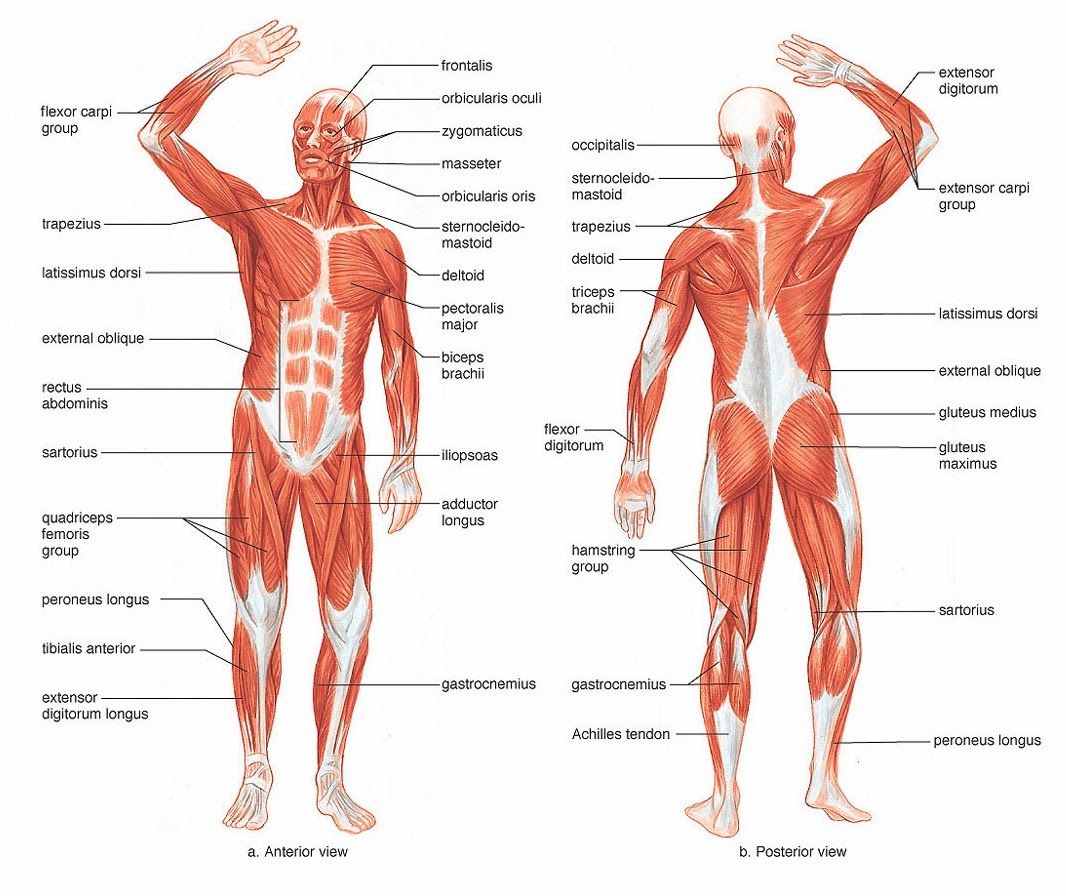 flexor carpi
group
trapezius
latissimus dorsi
external oblique
rectus
abdominis
sartorius
quadriceps
femoris
group
peroneus longus
tibialis anterior
extensor
digitorum longus
frontalis
orbicularis oculi
zygomaticus
masseter
orbicularis oris
sternocleido-
mastoid
deltoid
pectoralis
major
biceps
brachii
iliopsoas
adductor
longus
gastrocnemius
a. Anterior view
occipitalis
sternocleido-
mastoid
trapezius
deltoid
triceps
brachii
flexor
digitorum
hamstring
group
gastrocnemius
Achilles tendon
extensor
digitorum
extensor carpi
group
latissimus dorsi
external oblique
gluteus medius
gluteus
maximus
sartorius
peroneus longus
b. Posterior view